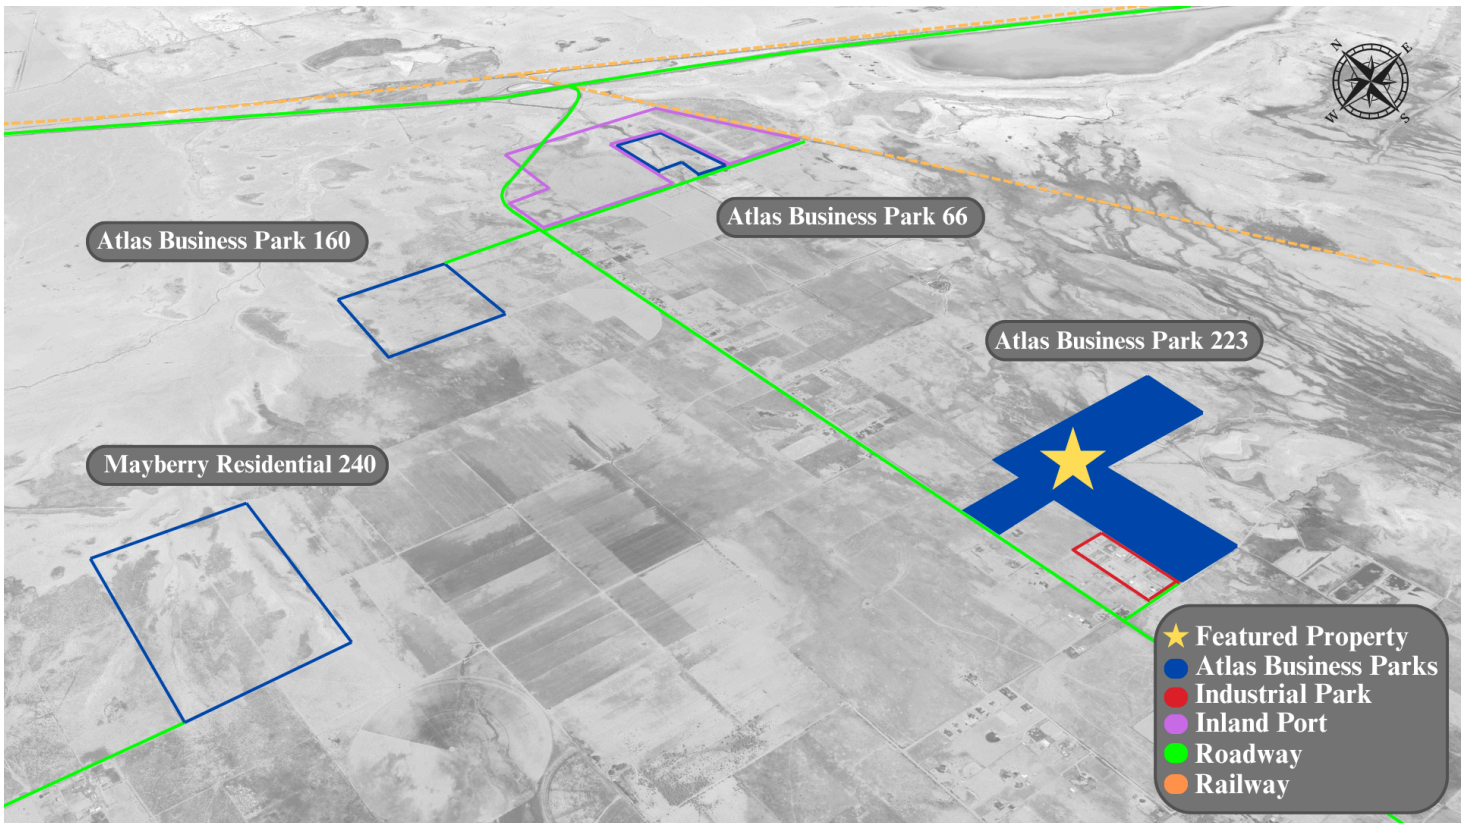 N
E
W
S
Atlas Business Park 66
Atlas Business Park 160
Atlas Business Park 223
Mayberry Residential 240
Featured Property
Atlas Business Parks
Industrial Park
Inland Port
Roadway
Railway